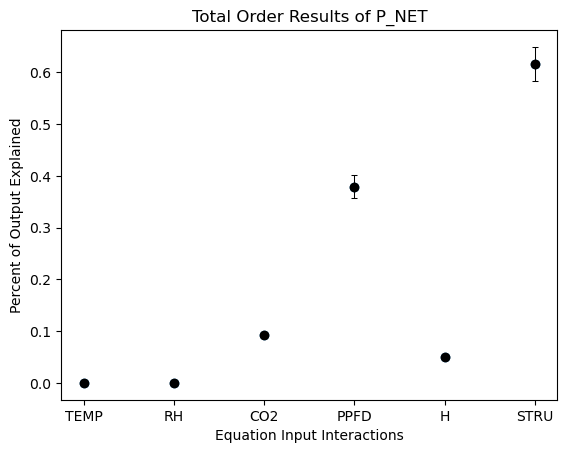 Total Order Results of P_NET
Percent of Output Explained
0.6
0.5
0.4
0.3
0.2
0.1
0.0
TEMP RH CO2 PPFD H STRU
Equation Input Interactions